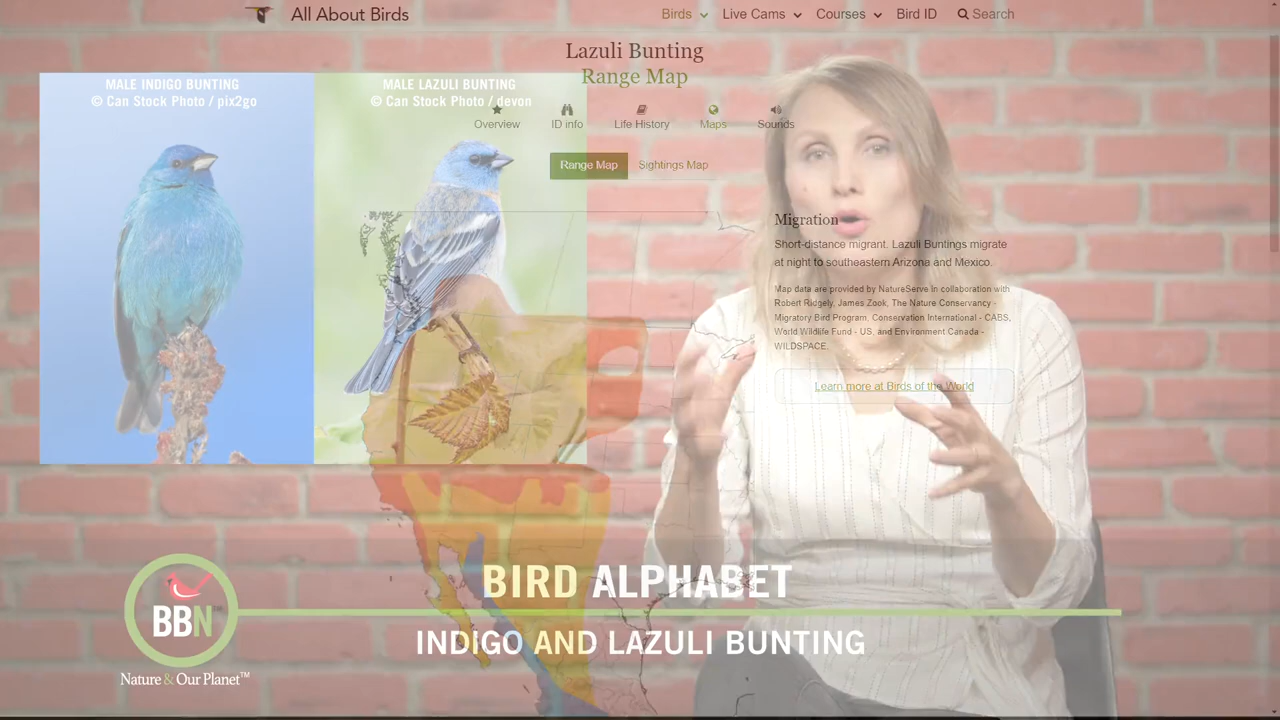 All About Birds
Birds
Live Cams
Courses
Bird ID
Search
Lazuli Bunting
Range Map
MALE INDIGO BUNTING
© Can Stock Photo / pix2go
MALE LAZULI BUNTING
© Can Stock Photo / devon
Overview
ID info
Life History
Maps
Sounds
Range Map
Sightings Map
Migration
Short-distance migrant. Lazuli Buntings migrate
at night to southeastern Arizona and Mexico.
Map data are provided by NatureServe in collaboration with
Robert Ridgely, James Zook, The Nature Conservancy -
Migratory Bird Program, Conservation International - CABS,
World Wildlife Fund - US, and Environment Canada -
WILDSPACE.
Learn more at Birds of the World
BIRD ALPHABET
INDIGO AND LAZULI BUNTING
BBN
Nature & Our Planet™